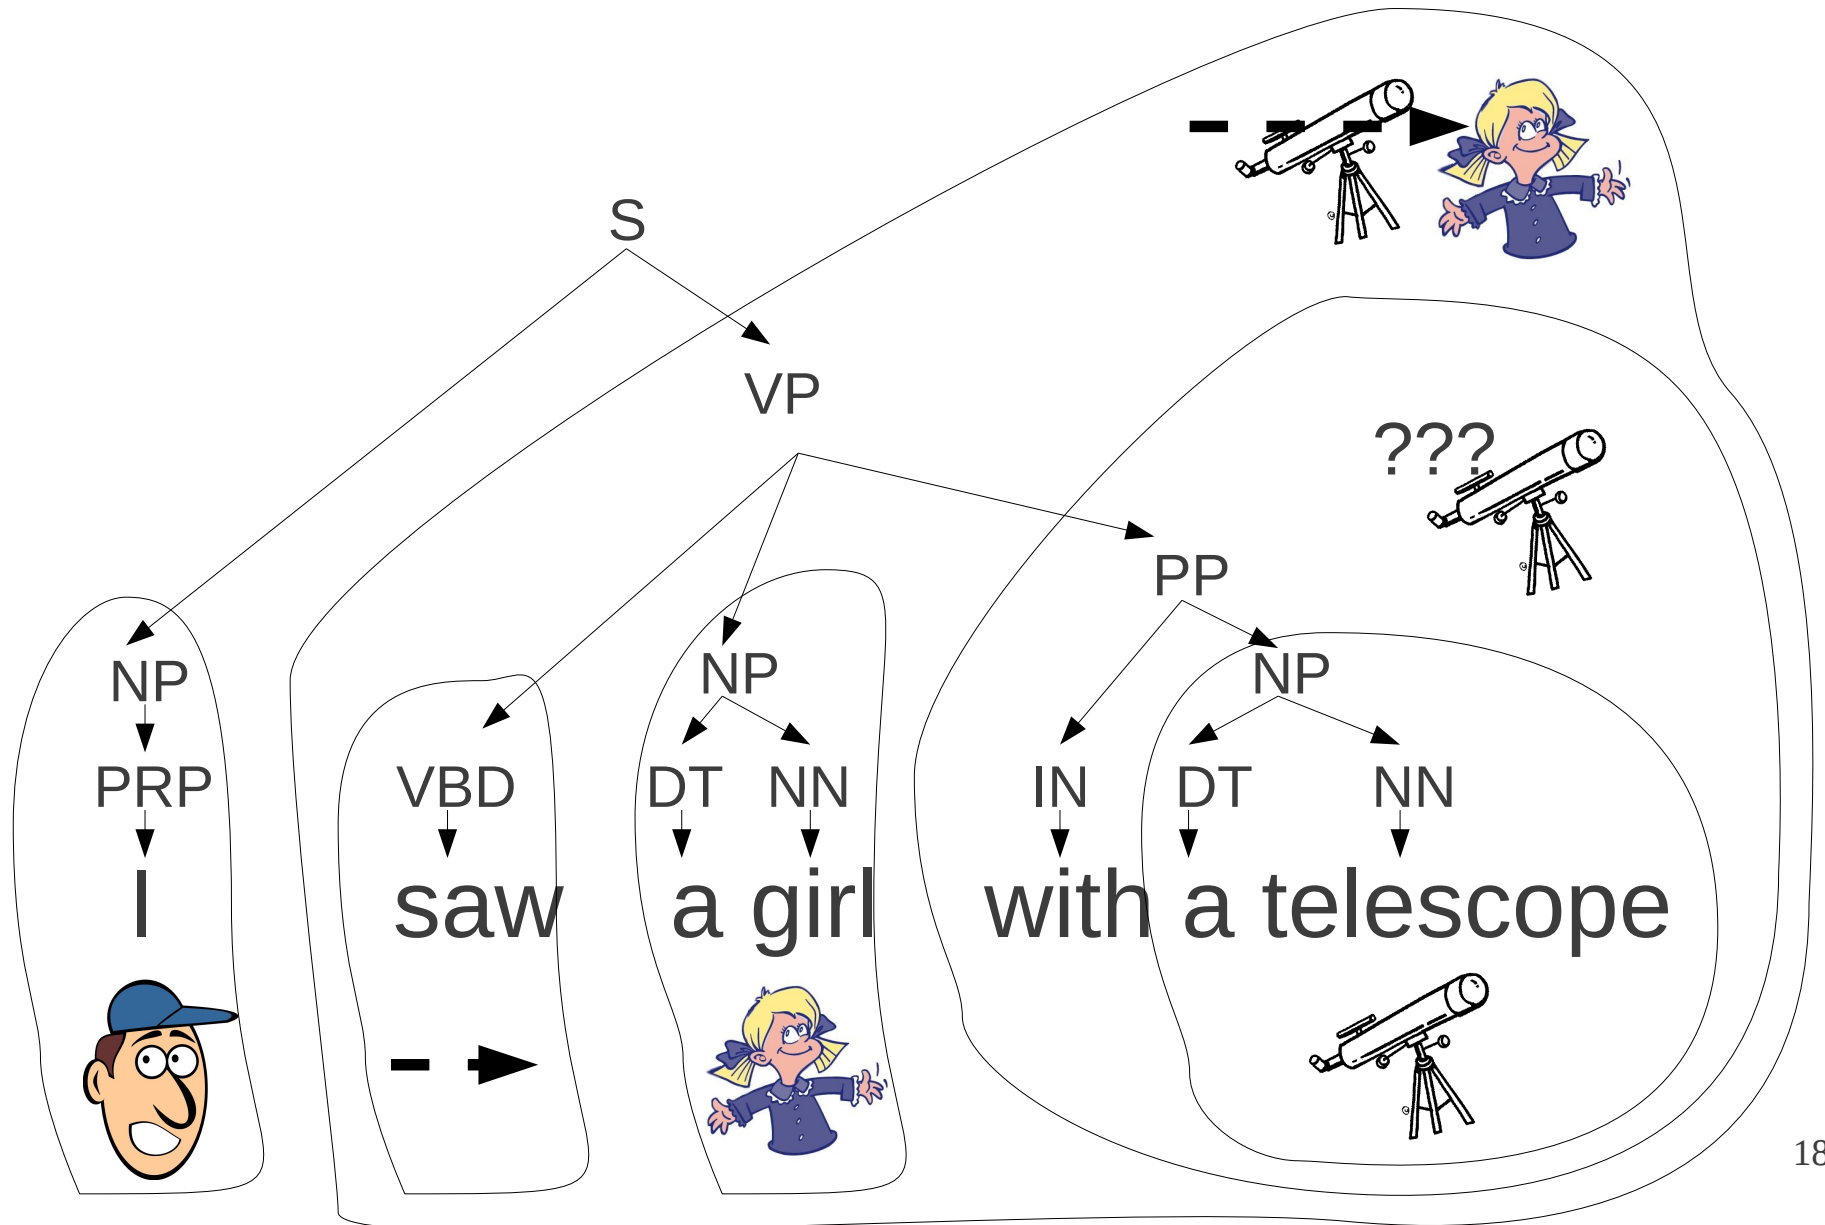 S
VP
???
PP
NP NP NP
PRP VBD DT NN IN DT NN
I saw a girl with a telescope
18